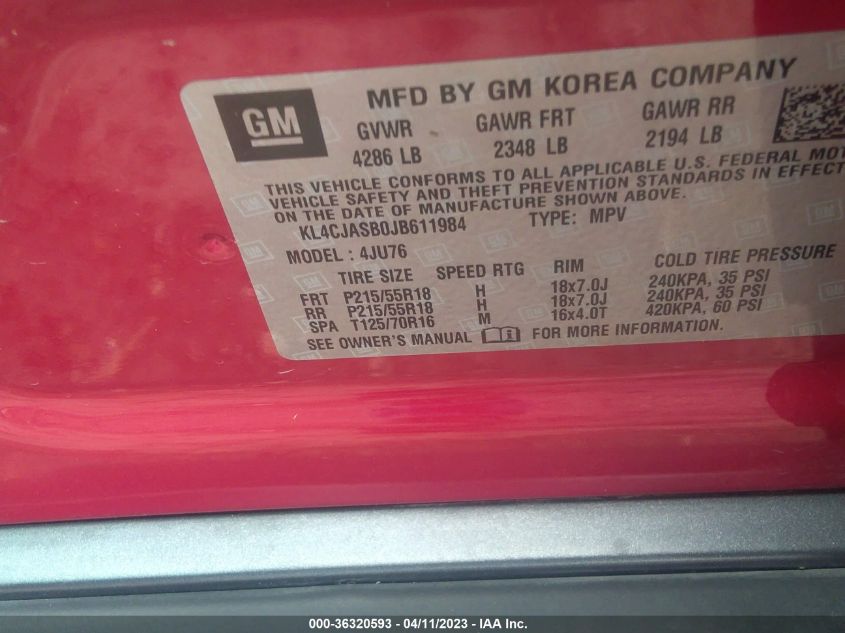 GM
MFD BY GM KOREA COMPANY
GVWR GAWR FRT GAWR RR
4286 LB 2348 LB 2194 LB
THIS VEHICLE CONFORMS TO ALL APPLICABLE U.S. FEDERAL
VEHICLE SAFETY AND THEFT PREVENTION STANDARDS IN EFFECT
ON THE DATE OF MANUFACTURE SHOWN ABOVE.
KL4CJASB0JB611984 TYPE: MPV
MODEL: 4JU76
TIRE SIZE SPEED RTG RIM COLD TIRE PRESSURE
FRT P215/55R18 H 18x7.0J 240KPA, 35 PSI
RR P215/55R18 H 18x7.0J 240KPA, 35 PSI
SPA T125/70R16 M 16x4.0T 420KPA, 60 PSI
SEE OWNER'S MANUAL FOR MORE INFORMATION.
000-36320593 - 04/11/2023 - IAA Inc.